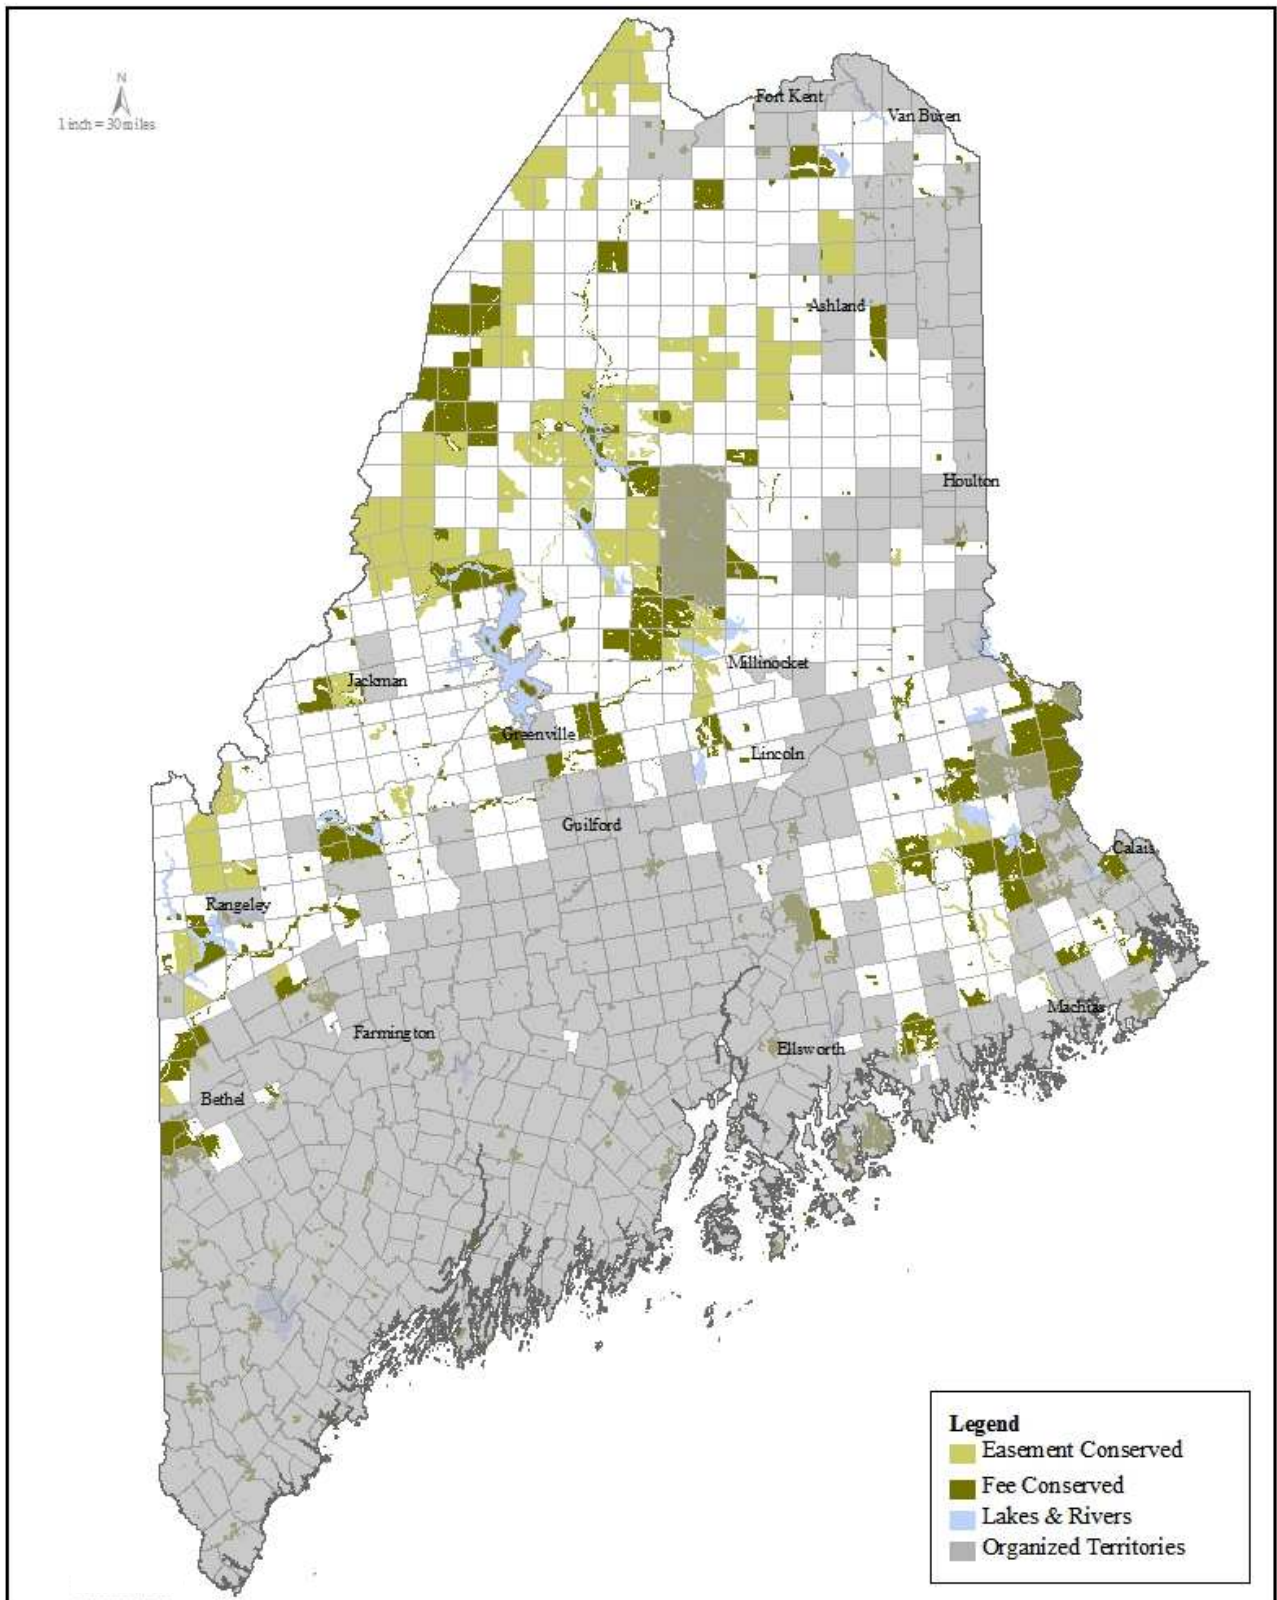 N
1 inch = 30 miles
Fort Kent
Van Buren
Ashland
Houlton
Millinocket
Jackman
Greenville
Lincoln
Guilford
Calais
Rangeley
Machias
Farmington
Ellsworth
Bethel
Legend
Easement Conserved
Fee Conserved
Lakes & Rivers
Organized Territories